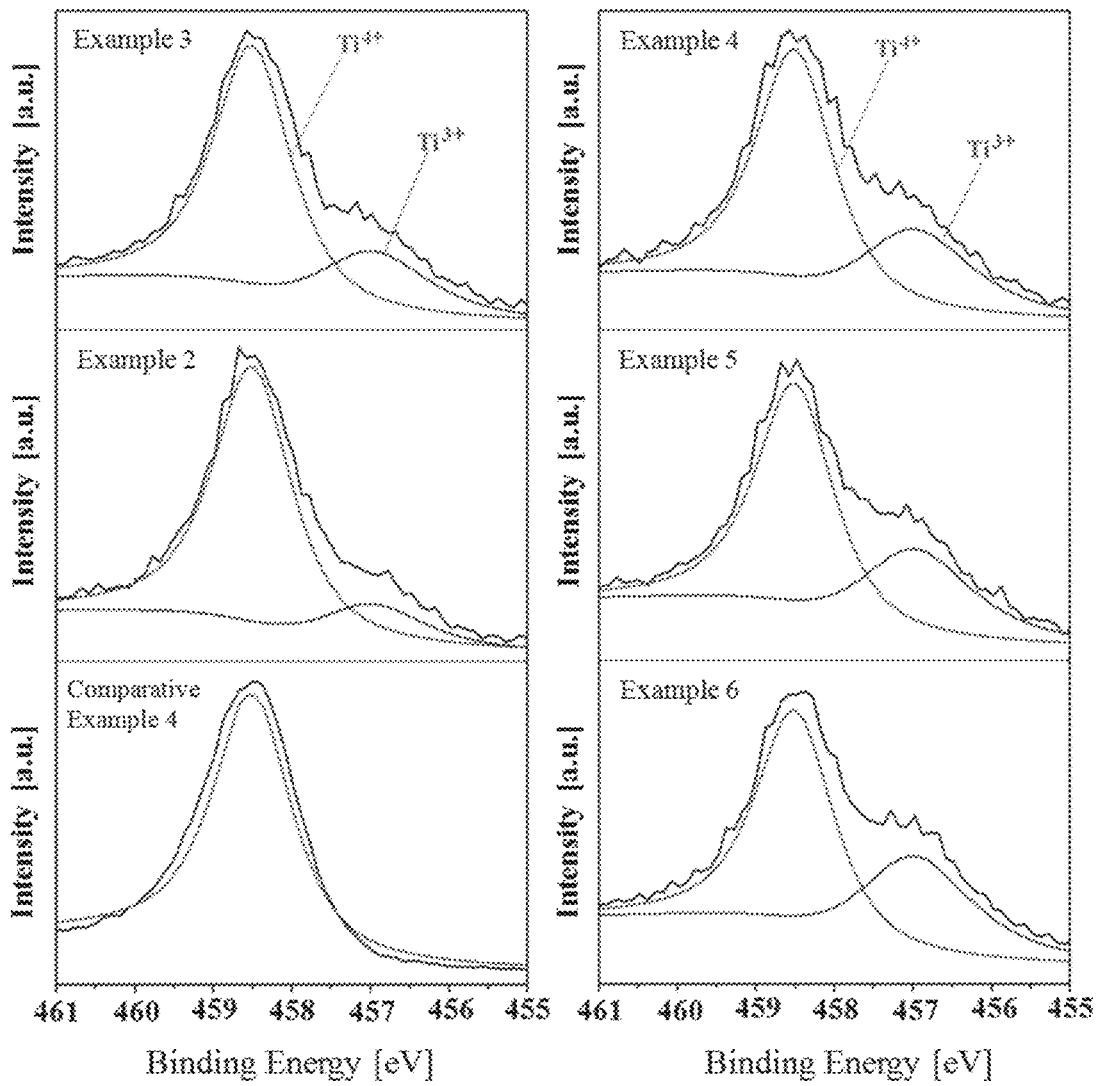 Example 3
Ti4+
Ti3+
Intensity [a.u.]
Example 4
Ti4+
Ti3+
Intensity [a.u.]
Example 2
Intensity [a.u.]
Example 5
Intensity [a.u.]
Comparative
Example 4
Intensity [a.u.]
Example 6
Intensity [a.u.]
461 460 459 458 457 456 455
461 460 459 458 457 456 455
Binding Energy [eV]
Binding Energy [eV]